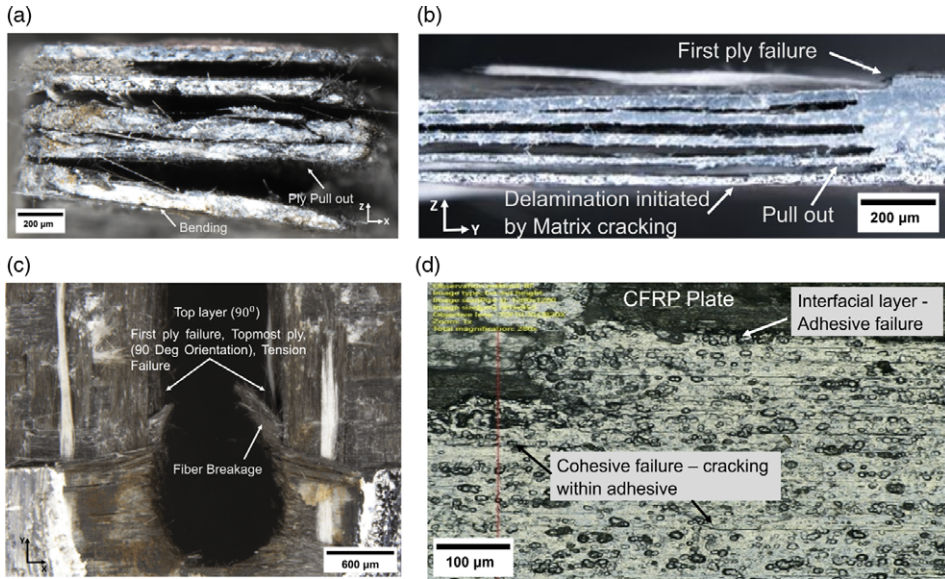 (a)
Ply Pull out
Bending
200 µm
Z
X
(b)
First ply failure
Delamination initiated
by Matrix cracking
Pull out
Z
Y
200 µm
(c)
Top layer (90⁰)
First ply failure, Topmost ply,
(90 Deg Orientation), Tension
Failure
Fiber Breakage
Y
X
600 µm
(d)
CFRP Plate
Interfacial layer -
Adhesive failure
Cohesive failure – cracking
within adhesive
100 µm